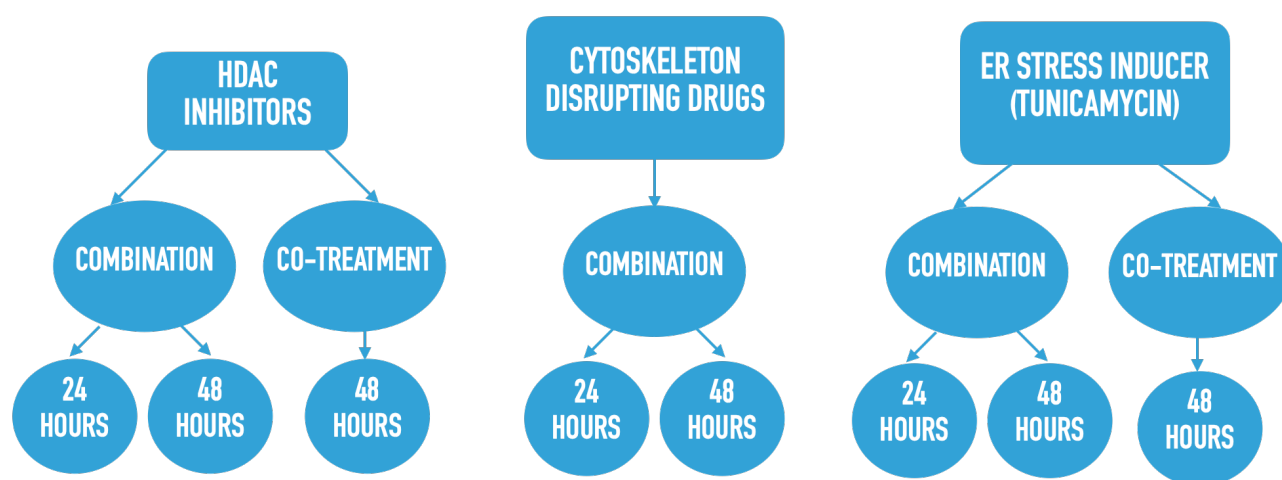 HDAC
INHIBITORS
CYTOSKELETON
DISRUPTING DRUGS
ER STRESS INDUCER
(TUNICAMYCIN)
COMBINATION
CO-TREATMENT
COMBINATION
COMBINATION
CO-TREATMENT
24
HOURS
48
HOURS
48
HOURS
24
HOURS
48
HOURS
24
HOURS
48
HOURS
48
HOURS